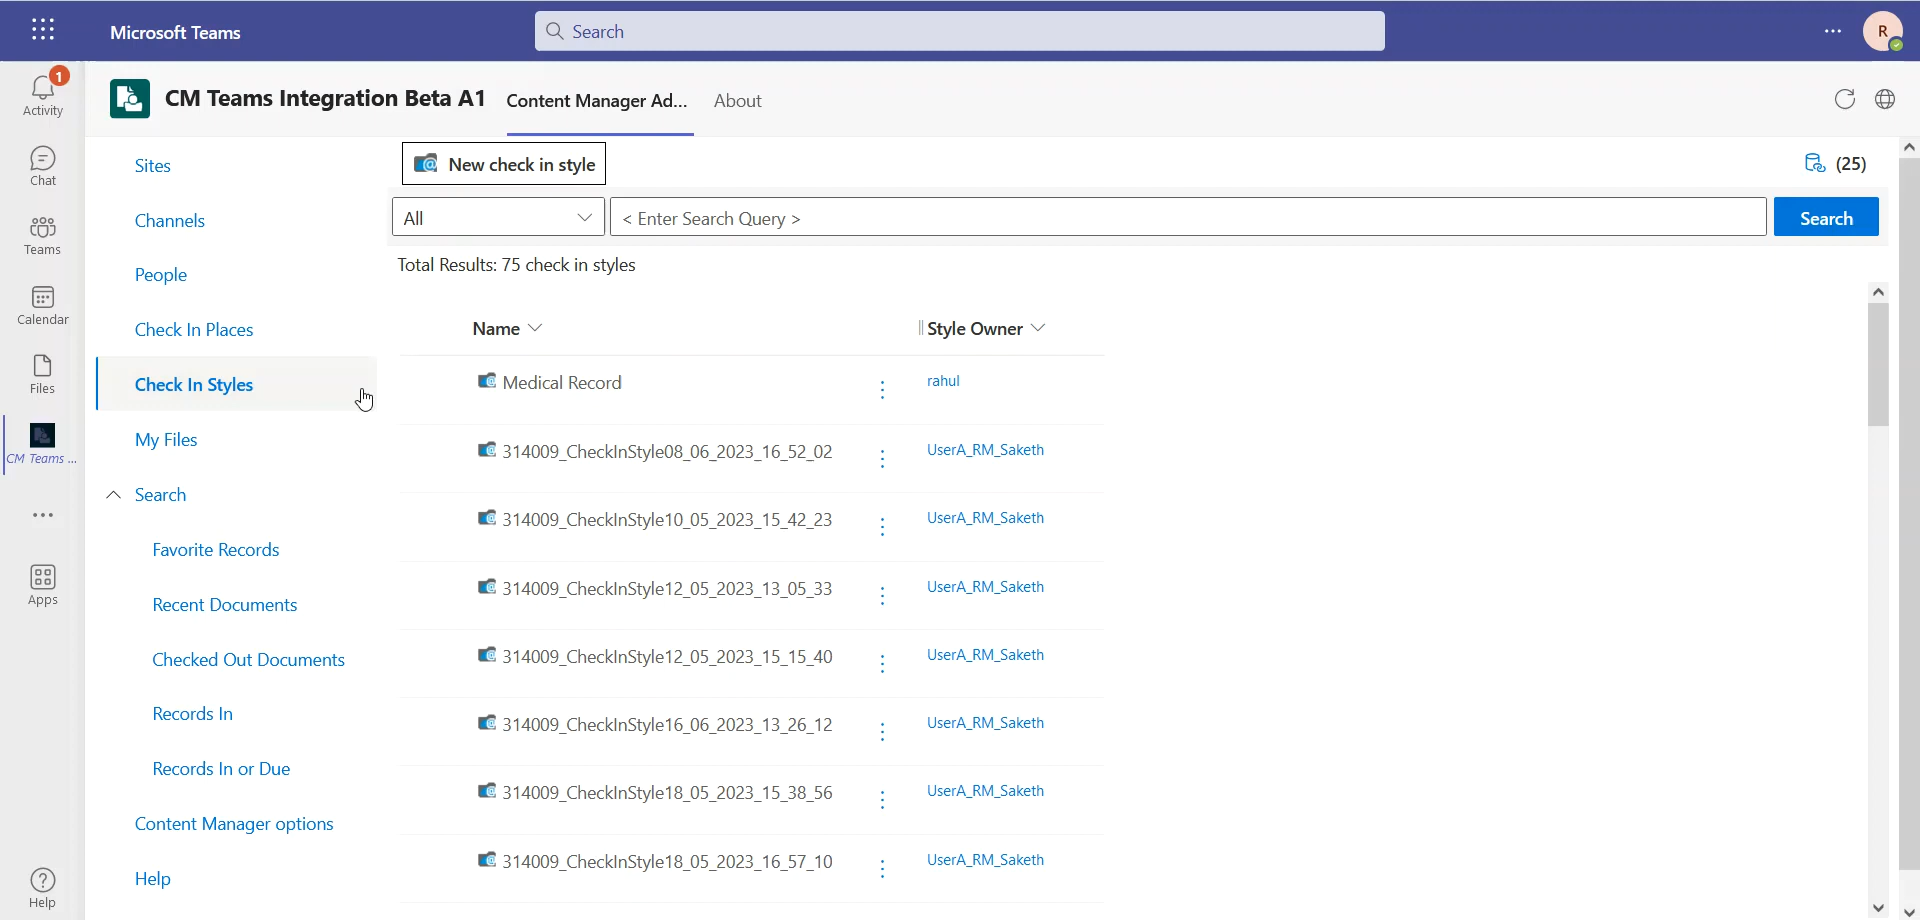 Microsoft Teams
Search
R
1
Activity
Chat
Teams
Calendar
Files
CM Teams ...
Apps
Help
CM Teams Integration Beta A1
Content Manager Ad...
About
Sites
Channels
People
Check In Places
Check In Styles
My Files
Search
Favorite Records
Recent Documents
Checked Out Documents
Records In
Records In or Due
Content Manager options
Help
New check in style
(25)
All
< Enter Search Query >
Search
Total Results: 75 check in styles
Name
Style Owner
Medical Record
rahul
314009_CheckInStyle08_06_2023_16_52_02
UserA_RM_Saketh
314009_CheckInStyle10_05_2023_15_42_23
UserA_RM_Saketh
314009_CheckInStyle12_05_2023_13_05_33
UserA_RM_Saketh
314009_CheckInStyle12_05_2023_15_15_40
UserA_RM_Saketh
314009_CheckInStyle16_06_2023_13_26_12
UserA_RM_Saketh
314009_CheckInStyle18_05_2023_15_38_56
UserA_RM_Saketh
314009_CheckInStyle18_05_2023_16_57_10
UserA_RM_Saketh